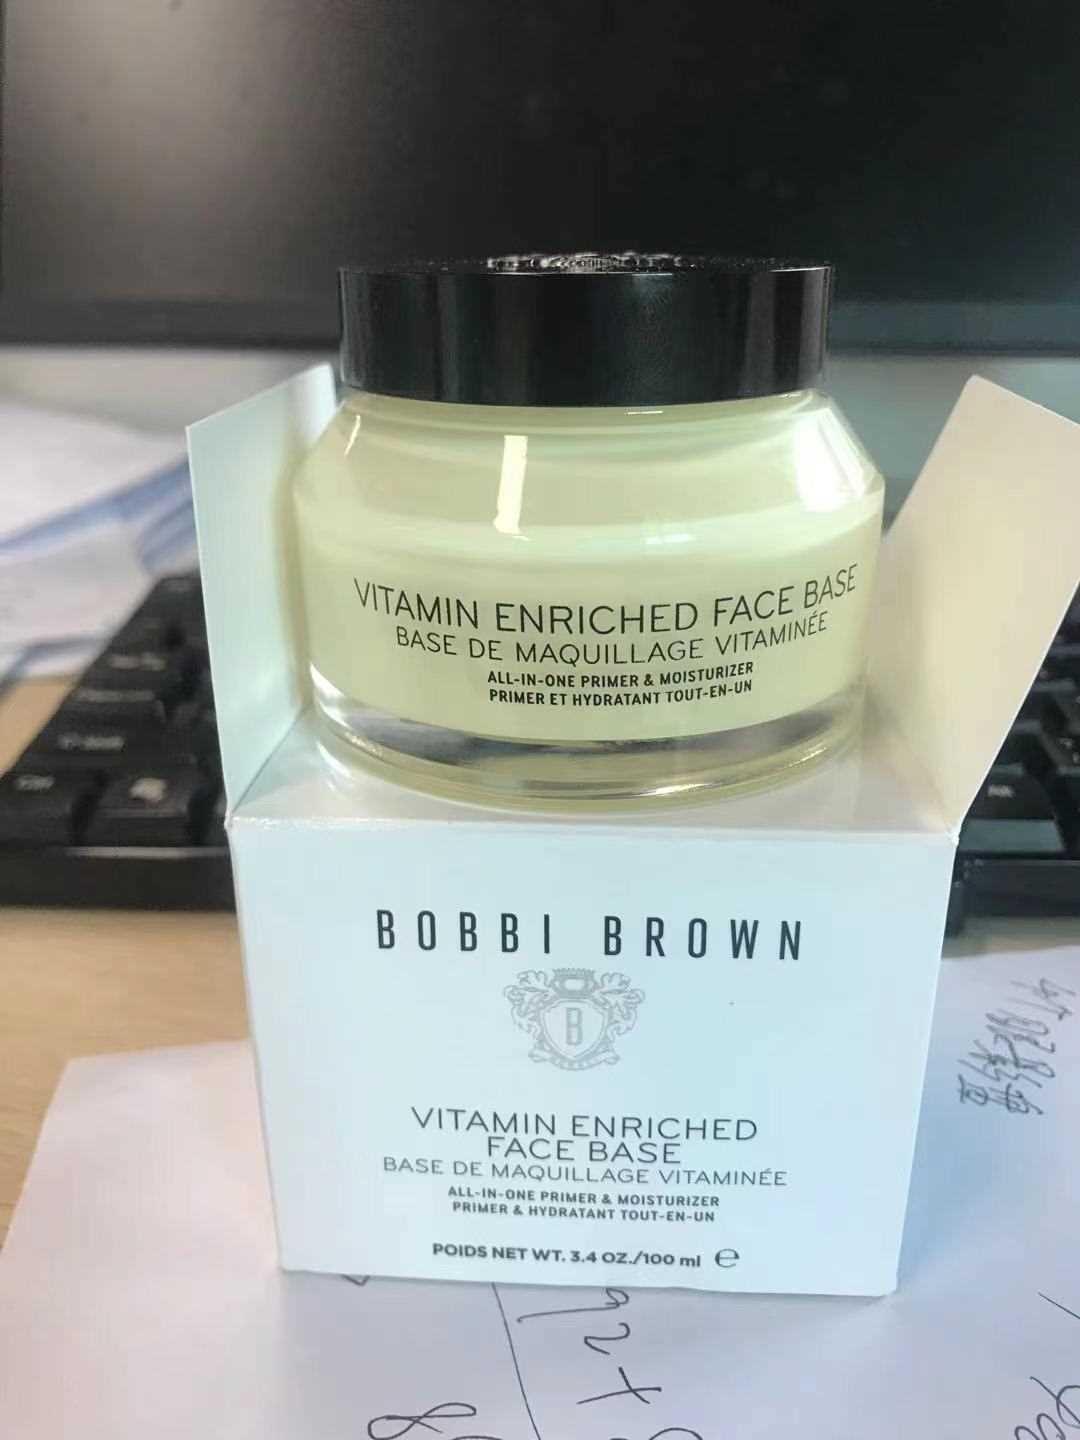 VITAMIN ENRICHED FACE BASE
BASE DE MAQUILLAGE VITAMINÉE
ALL-IN-ONE PRIMER & MOISTURIZER
PRIMER ET HYDRATANT TOUT-EN-UN
BOBBI BROWN
B
VITAMIN ENRICHED
FACE BASE
BASE DE MAQUILLAGE VITAMINÉE
ALL-IN-ONE PRIMER & MOISTURIZER
PRIMER & HYDRATANT TOUT-EN-UN
POIDS NET WT. 3.4 OZ./100 ml ℮